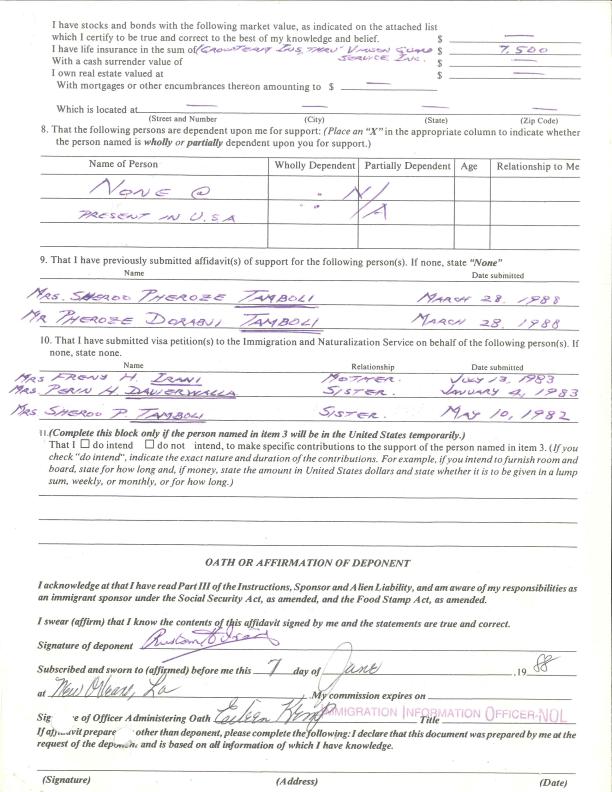 I have stocks and bonds with the following market value, as indicated on the attached list
which I certify to be true and correct to the best of my knowledge and belief. $ —
I have life insurance in the sum of (GROWTERM INS, THRU' VINSON GUARD SERVICE INC. $ 7,500
With a cash surrender value of $ —
I own real estate valued at $ —
With mortgages or other encumbrances thereon amounting to $ —
Which is located at — — — —
(Street and Number) (City) (State) (Zip Code)
8. That the following persons are dependent upon me for support: (Place an "X" in the appropriate column to indicate whether
the person named is wholly or partially dependent upon you for support.)
Name of Person Wholly Dependent Partially Dependent Age Relationship to Me
NONE @ N/A
PRESENT IN U.S.A
9. That I have previously submitted affidavit(s) of support for the following person(s). If none, state "None"
Name Date submitted
MRS. SHEROO PHEROZE TAMBOLI MARCH 28. 1988
MR PHEROZE DORABJI TAMBOLI MARCH 28. 1988
10. That I have submitted visa petition(s) to the Immigration and Naturalization Service on behalf of the following person(s). If
none, state none.
Name Relationship Date submitted
MRS FRENY H. IRANI MOTHER. JULY 13, 1983
MRS. PERIN H. DAWERWALLA SISTER. JANUARY 4, 1983
MRS SHEROO P. TAMBOLI SISTER. MAY 10, 1982
11. (Complete this block only if the person named in item 3 will be in the United States temporarily.)
That I ☐ do intend ☐ do not intend, to make specific contributions to the support of the person named in item 3. (If you
check "do intend", indicate the exact nature and duration of the contributions. For example, if you intend to furnish room and
board, state for how long and, if money, state the amount in United States dollars and state whether it is to be given in a lump
sum, weekly, or monthly, or for how long.)
OATH OR AFFIRMATION OF DEPONENT
I acknowledge at that I have read Part III of the Instructions, Sponsor and Alien Liability, and am aware of my responsibilities as
an immigrant sponsor under the Social Security Act, as amended, and the Food Stamp Act, as amended.
I swear (affirm) that I know the contents of this affidavit signed by me and the statements are true and correct.
Signature of deponent Rustom H Irani
Subscribed and sworn to (affirmed) before me this 7 day of June ,19 88
at New Orleans, La My commission expires on
Sig re of Officer Administering Oath Eileen Kemp IMMIGRATION INFORMATION OFFICER-NOL Title
If affidavit prepare other than deponent, please complete the following: I declare that this document was prepared by me at the
request of the deponent and is based on all information of which I have knowledge.
(Signature) (Address) (Date)